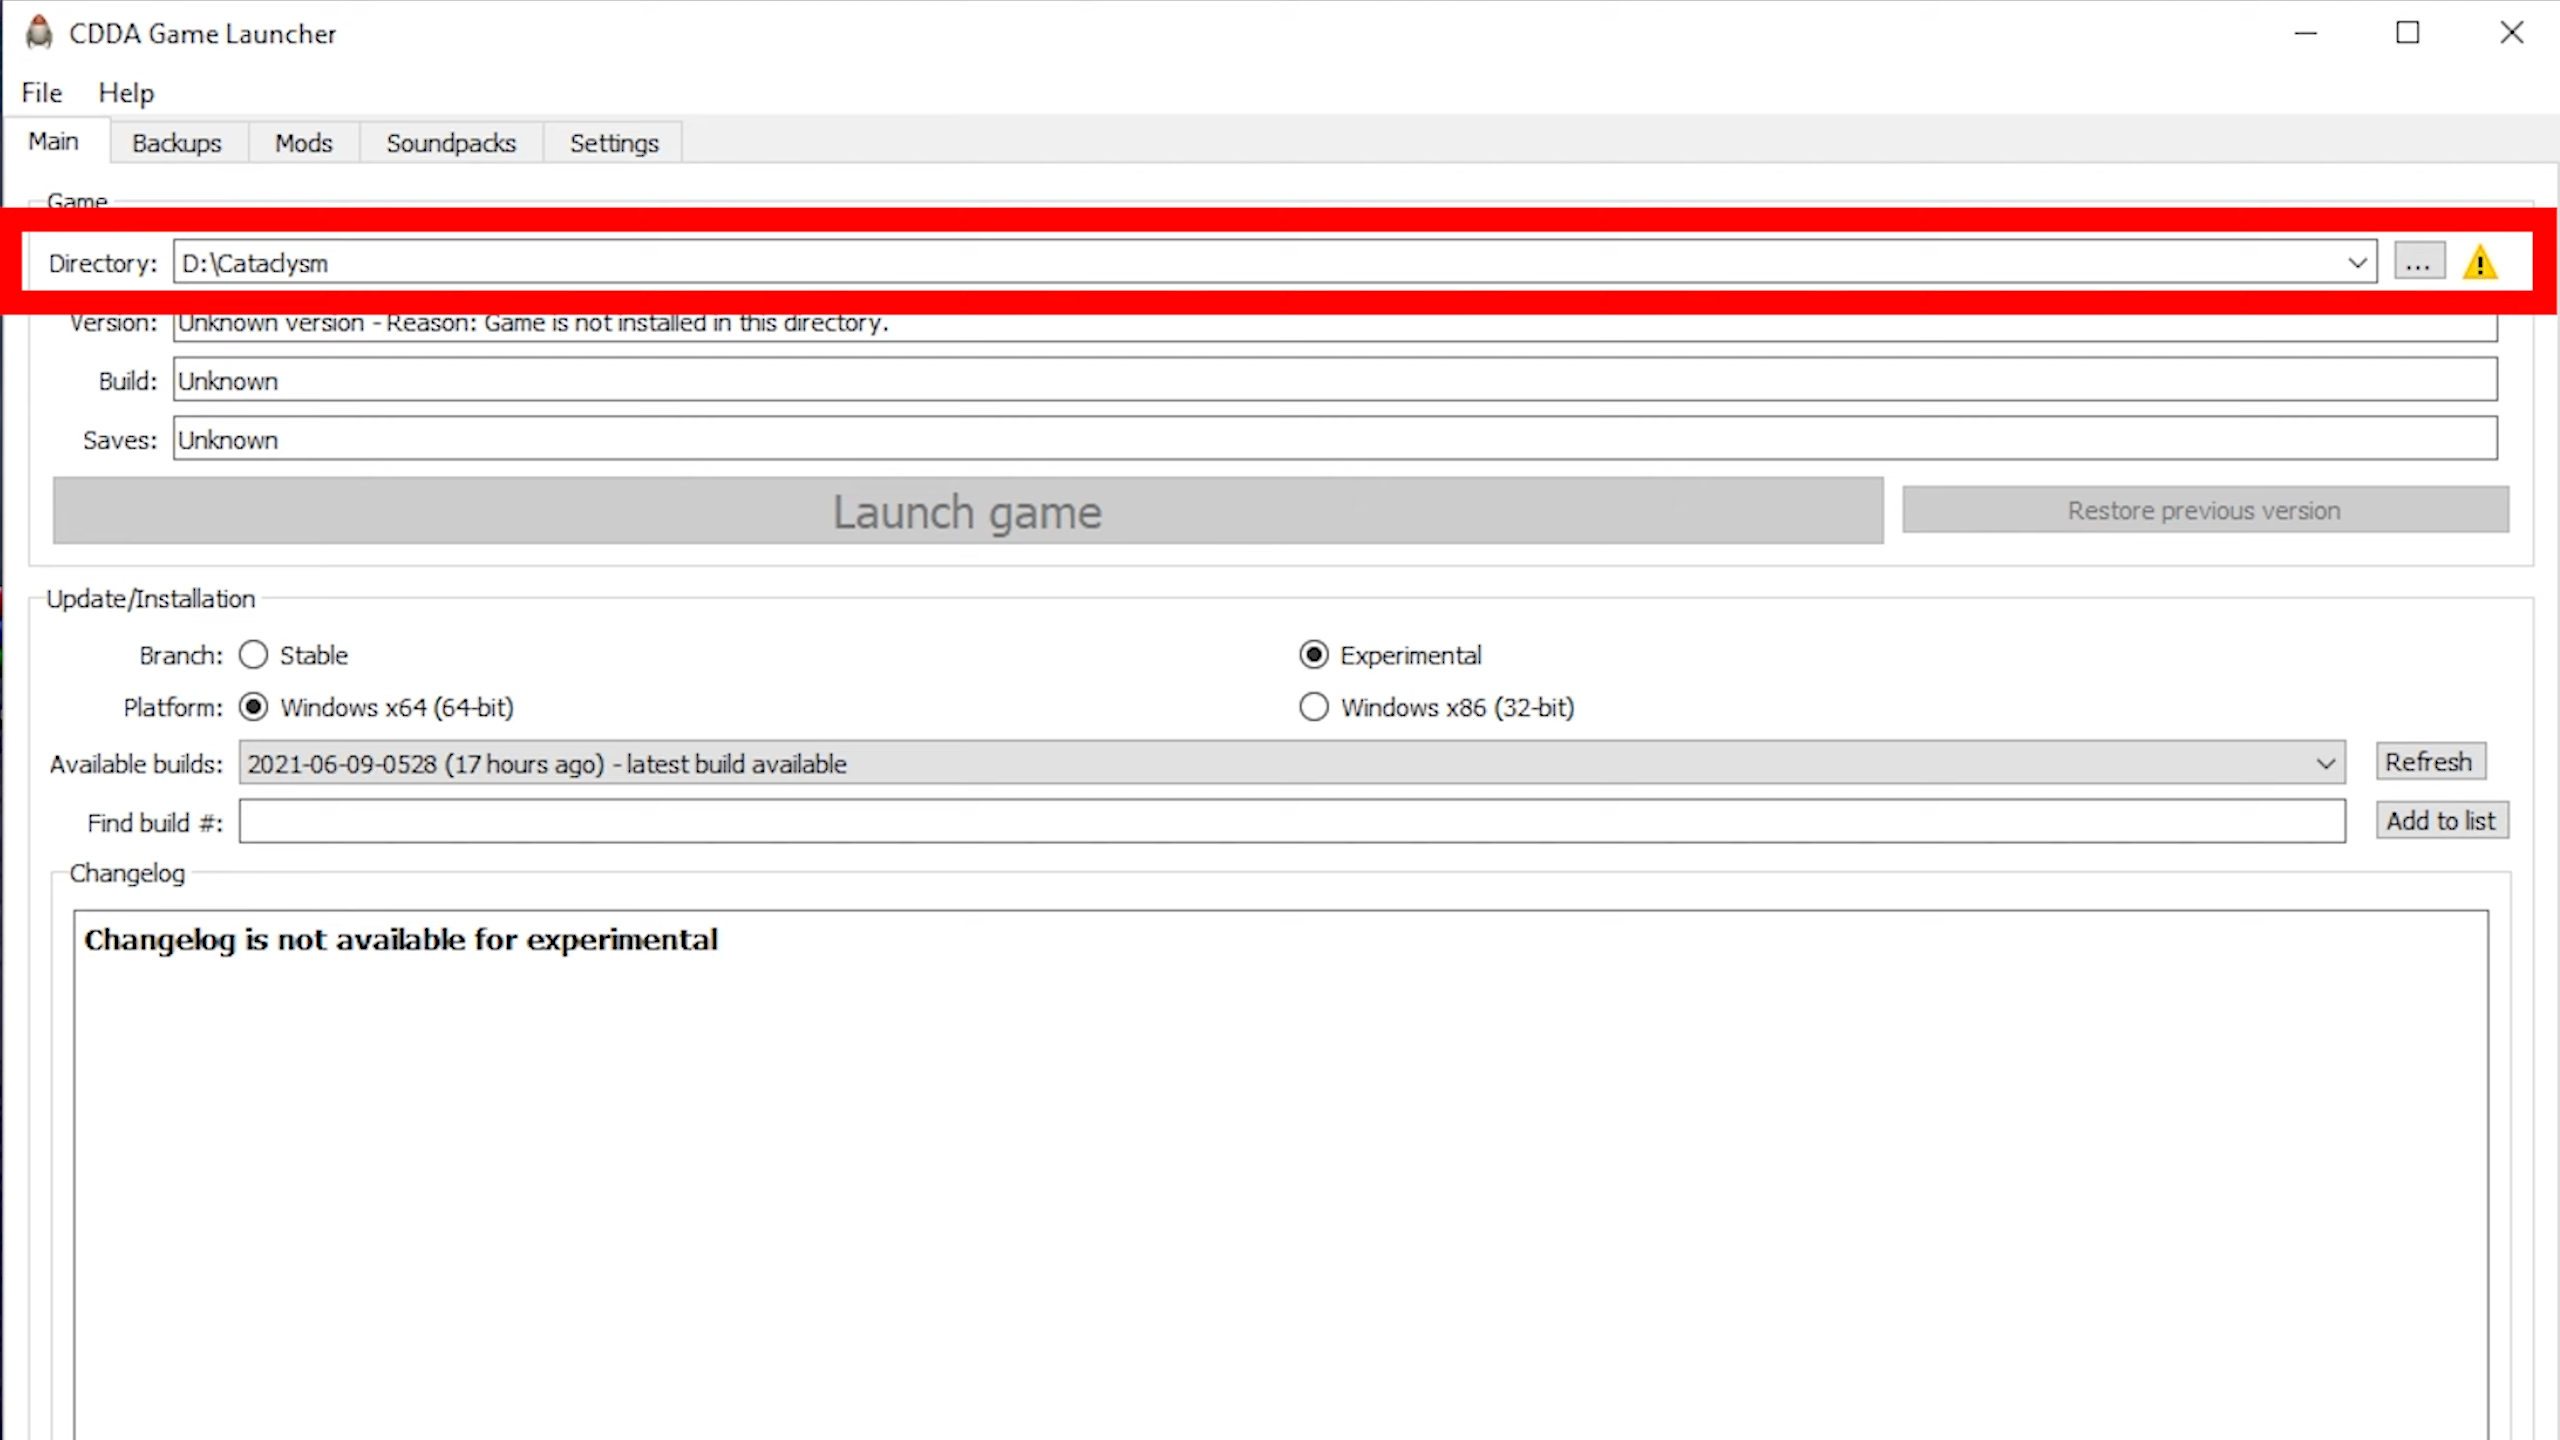 CDDA Game Launcher
File Help
Main Backups Mods Soundpacks Settings
Game
Directory: D:\Cataclysm ...
Version: Unknown version - Reason: Game is not installed in this directory.
Build: Unknown
Saves: Unknown
Launch game Restore previous version
Update/Installation
Branch: Stable Experimental
Platform: Windows x64 (64-bit) Windows x86 (32-bit)
Available builds: 2021-06-09-0528 (17 hours ago) - latest build available Refresh
Find build #: Add to list
Changelog
Changelog is not available for experimental